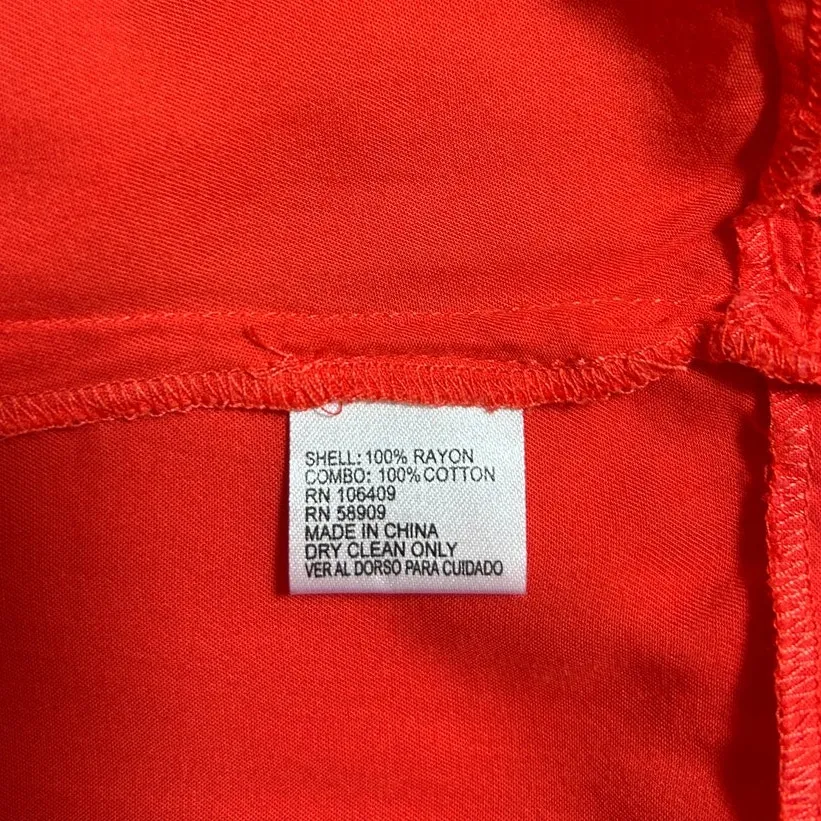 SHELL: 100% RAYON
COMBO: 100% COTTON
RN 106409
RN 58909
MADE IN CHINA
DRY CLEAN ONLY
VER AL DORSO PARA CUIDADO